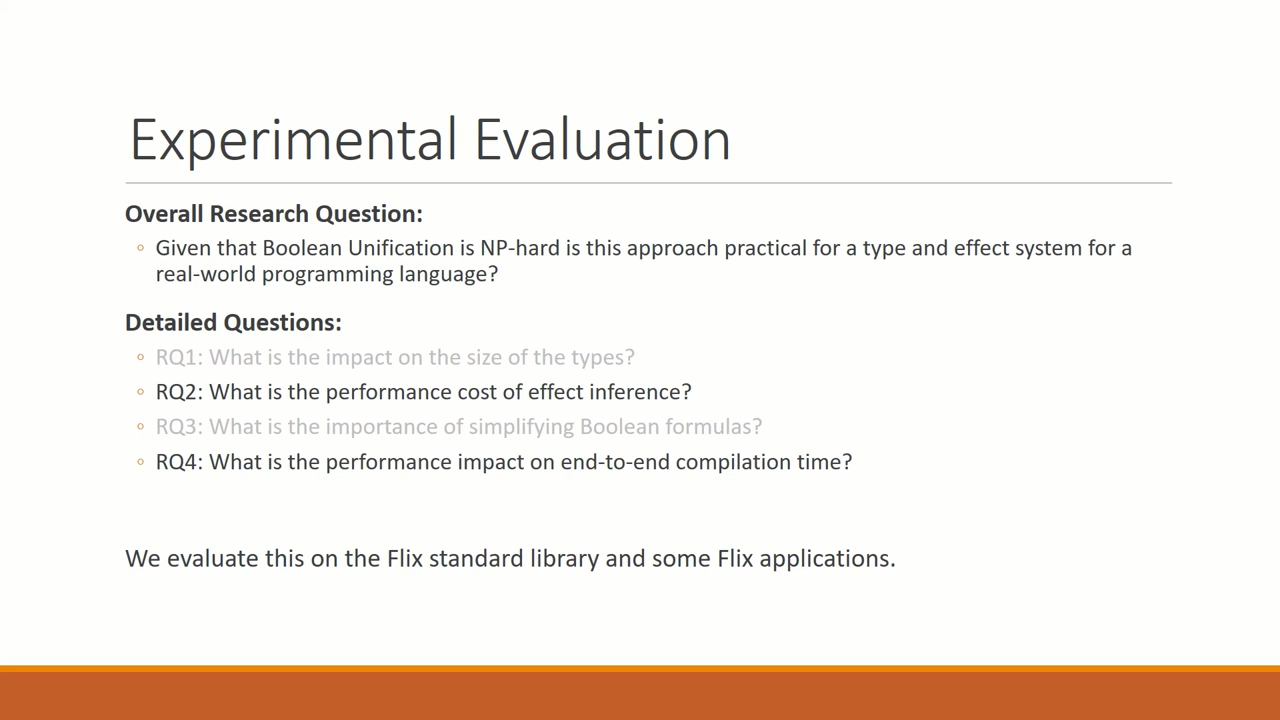 Experimental Evaluation
Overall Research Question:
◦ Given that Boolean Unification is NP-hard is this approach practical for a type and effect system for a
real-world programming language?
Detailed Questions:
◦ RQ1: What is the impact on the size of the types?
◦ RQ2: What is the performance cost of effect inference?
◦ RQ3: What is the importance of simplifying Boolean formulas?
◦ RQ4: What is the performance impact on end-to-end compilation time?
We evaluate this on the Flix standard library and some Flix applications.